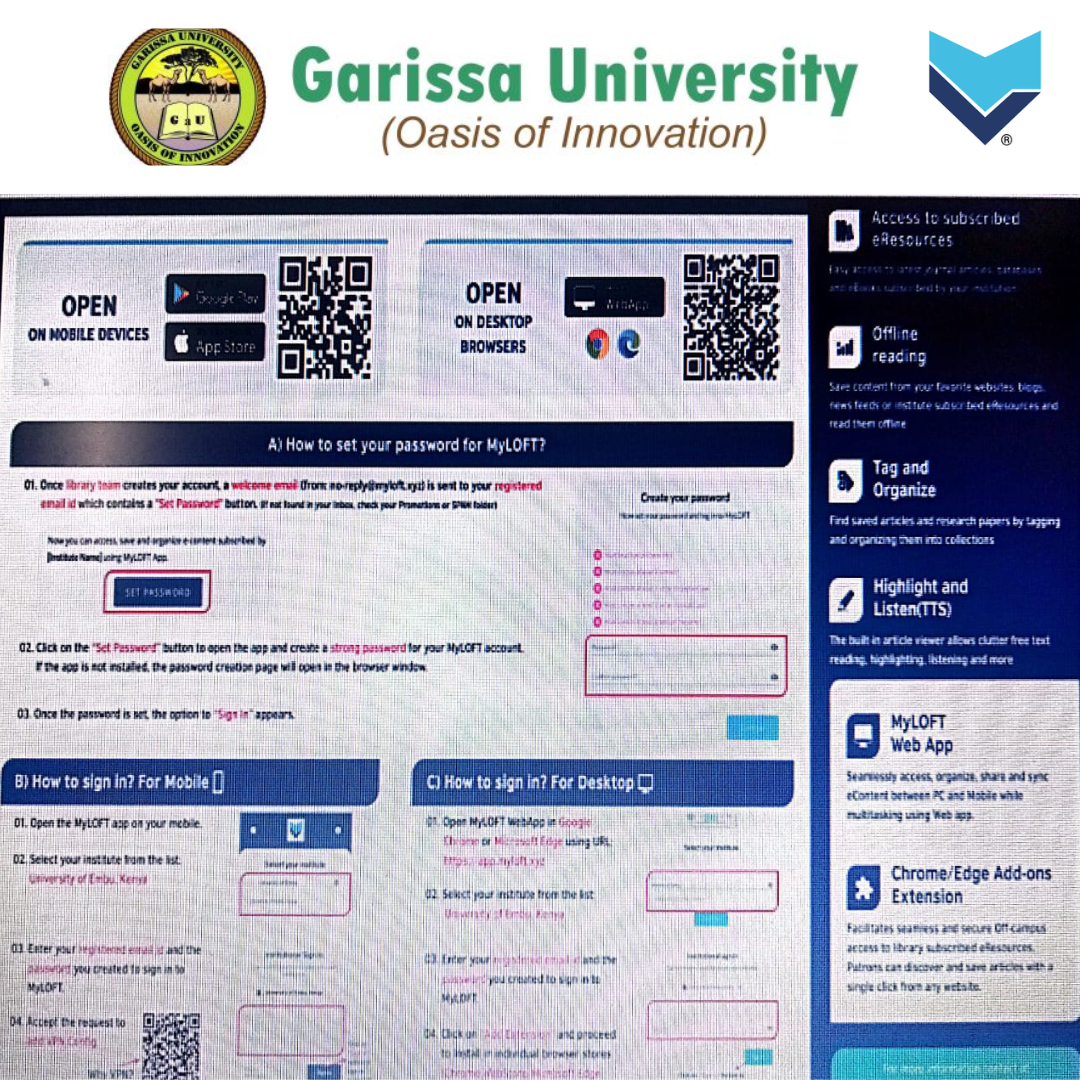 GARISSA UNIVERSITY
G a U
OASIS OF INNOVATION
Garissa University
(Oasis of Innovation)
®
OPEN
ON MOBILE DEVICES
Google Play
App Store
OPEN
ON DESKTOP
BROWSERS
WebApp
A) How to set your password for MyLOFT?
01. Once library team creates your account, a welcome email (from: no-reply@myloft.xyz) is sent to your registered
email id which contains a "Set Password" button. (If not found in your inbox, check your Promotions or SPAM folder)
Now you can access, save and organize e-content subscribed by
[Institute Name] using MyLOFT App.
SET PASSWORD
Create your password
02. Click on the "Set Password" button to open the app and create a strong password for your MyLOFT account.
If the app is not installed, the password creation page will open in the browser window.
03. Once the password is set, the option to "Sign In" appears.
B) How to sign in? For Mobile
01. Open the MyLOFT app on your mobile.
02. Select your institute from the list.
University of Embu, Kenya
Select your institute
03. Enter your registered email id and the
password you created to sign in to
MyLOFT.
04. Accept the request to
add VPN Config
Why VPN?
C) How to sign in? For Desktop
01. Open MyLOFT WebApp in Google
Chrome or Microsoft Edge using URL
https://app.myloft.xyz
02. Select your institute from the list
University of Embu, Kenya
Select your institute
03. Enter your registered email id and the
password you created to sign in to
MyLOFT.
04. Click on "Add Extension" and proceed
to install in individual browser stores
(Chrome WebStore, Microsoft Edge
Access to subscribed
eResources
Easy access to latest journal articles, databases
and eBooks subscribed by your institution
Offline
reading
Save content from your favorite websites, blogs,
news feeds or institute subscribed eResources and
read them offline
Tag and
Organize
Find saved articles and research papers by tagging
and organizing them into collections
Highlight and
Listen(TTS)
The built in article viewer allows clutter free text
reading, highlighting, listening and more
MyLOFT
Web App
Seamlessly access, organize, share and sync
eContent between PC and Mobile while
multitasking using Web app.
Chrome/Edge Add-ons
Extension
Facilitates seamless and secure Off-campus
access to library subscribed eResources.
Patrons can discover and save articles with a
single click from any website.
For more information contact at